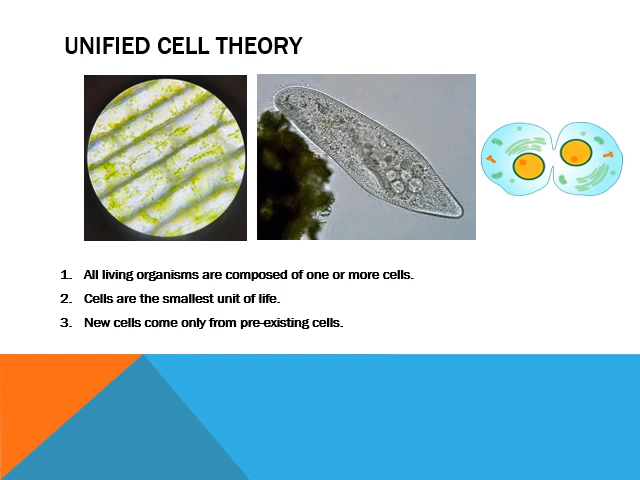 UNIFIED CELL THEORY
1. All living organisms are composed of one or more cells.
2. Cells are the smallest unit of life.
3. New cells come only from pre-existing cells.